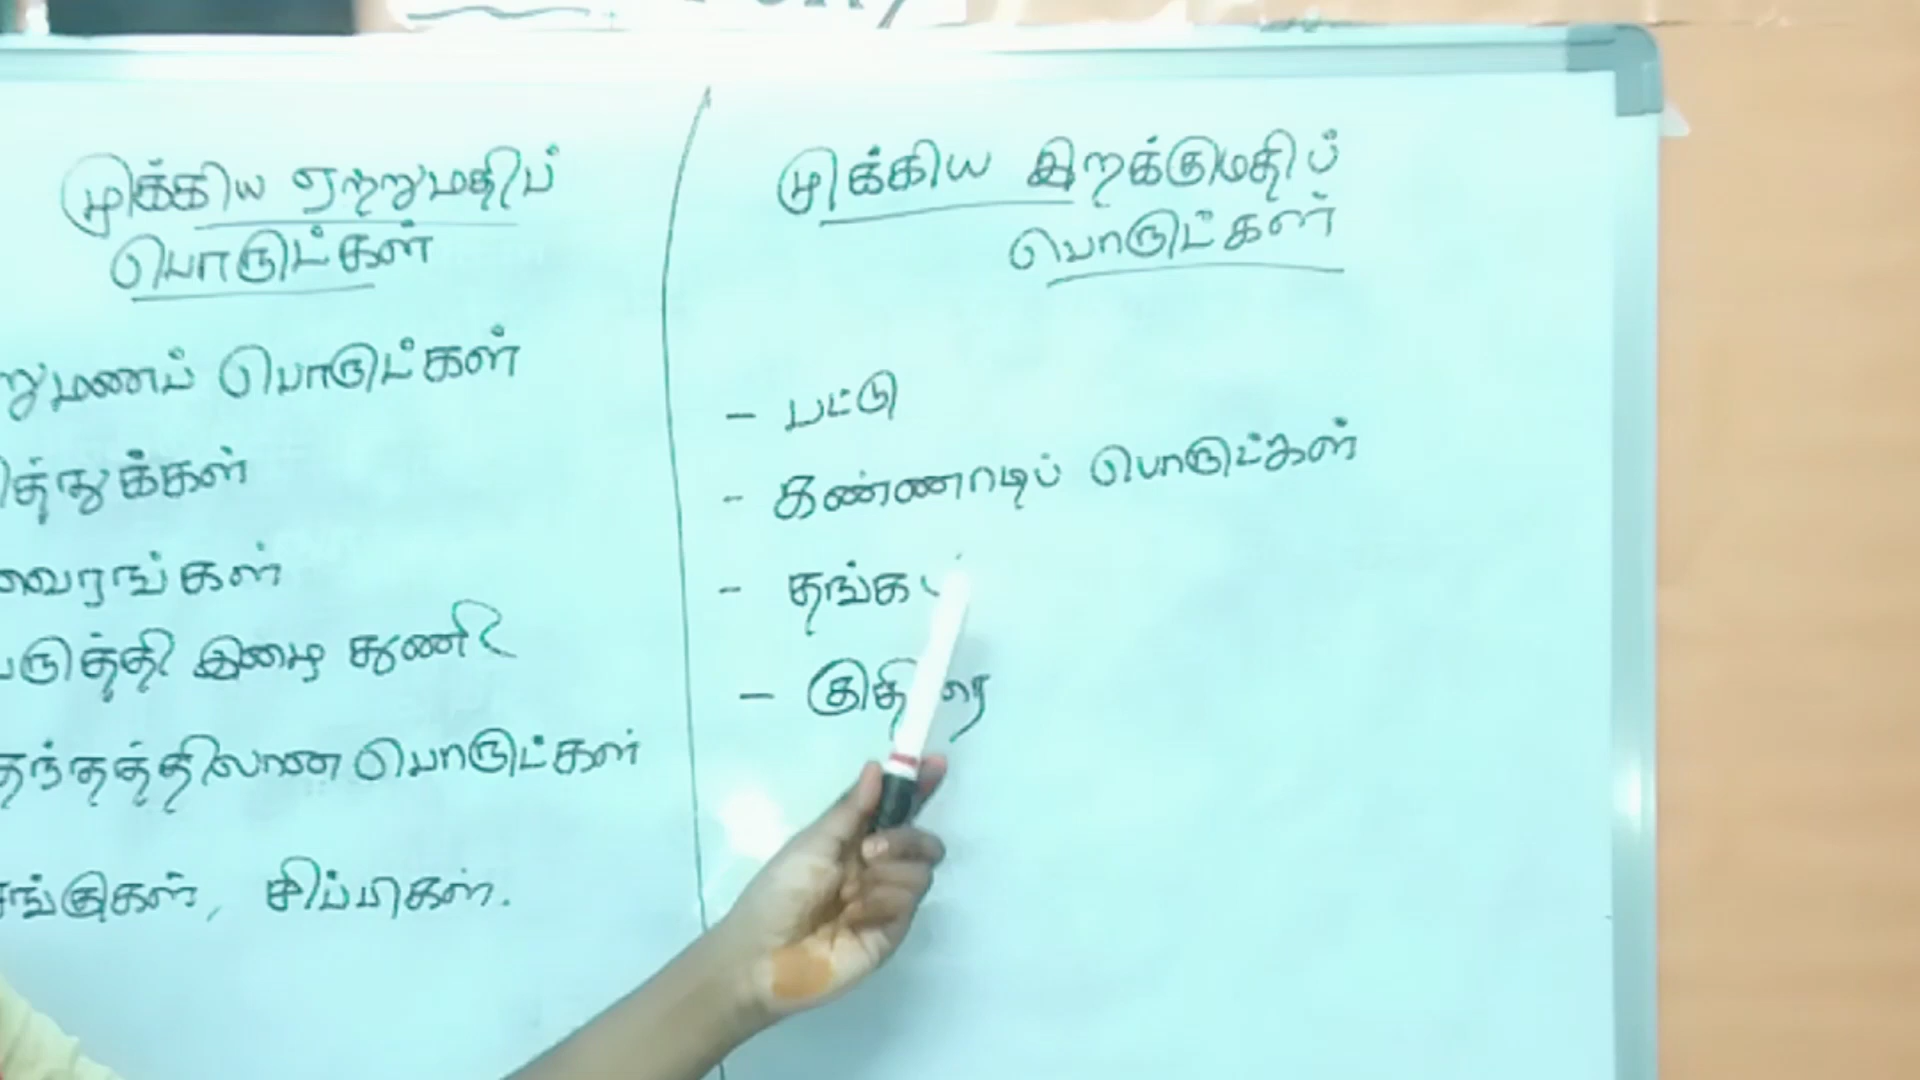 முக்கிய ஏற்றுமதிப்
பொருட்கள்
றுமணப் பொருட்கள்
த்துக்கள்
வைரங்கள்
பருத்தி இழை துணி
தந்தத்திலான பொருட்கள்
சங்குகள், சிப்பிகள்.
முக்கிய இறக்குமதிப்
பொருட்கள்
- பட்டு
- கண்ணாடிப் பொருட்கள்
- தங்கம்
- குதிரை